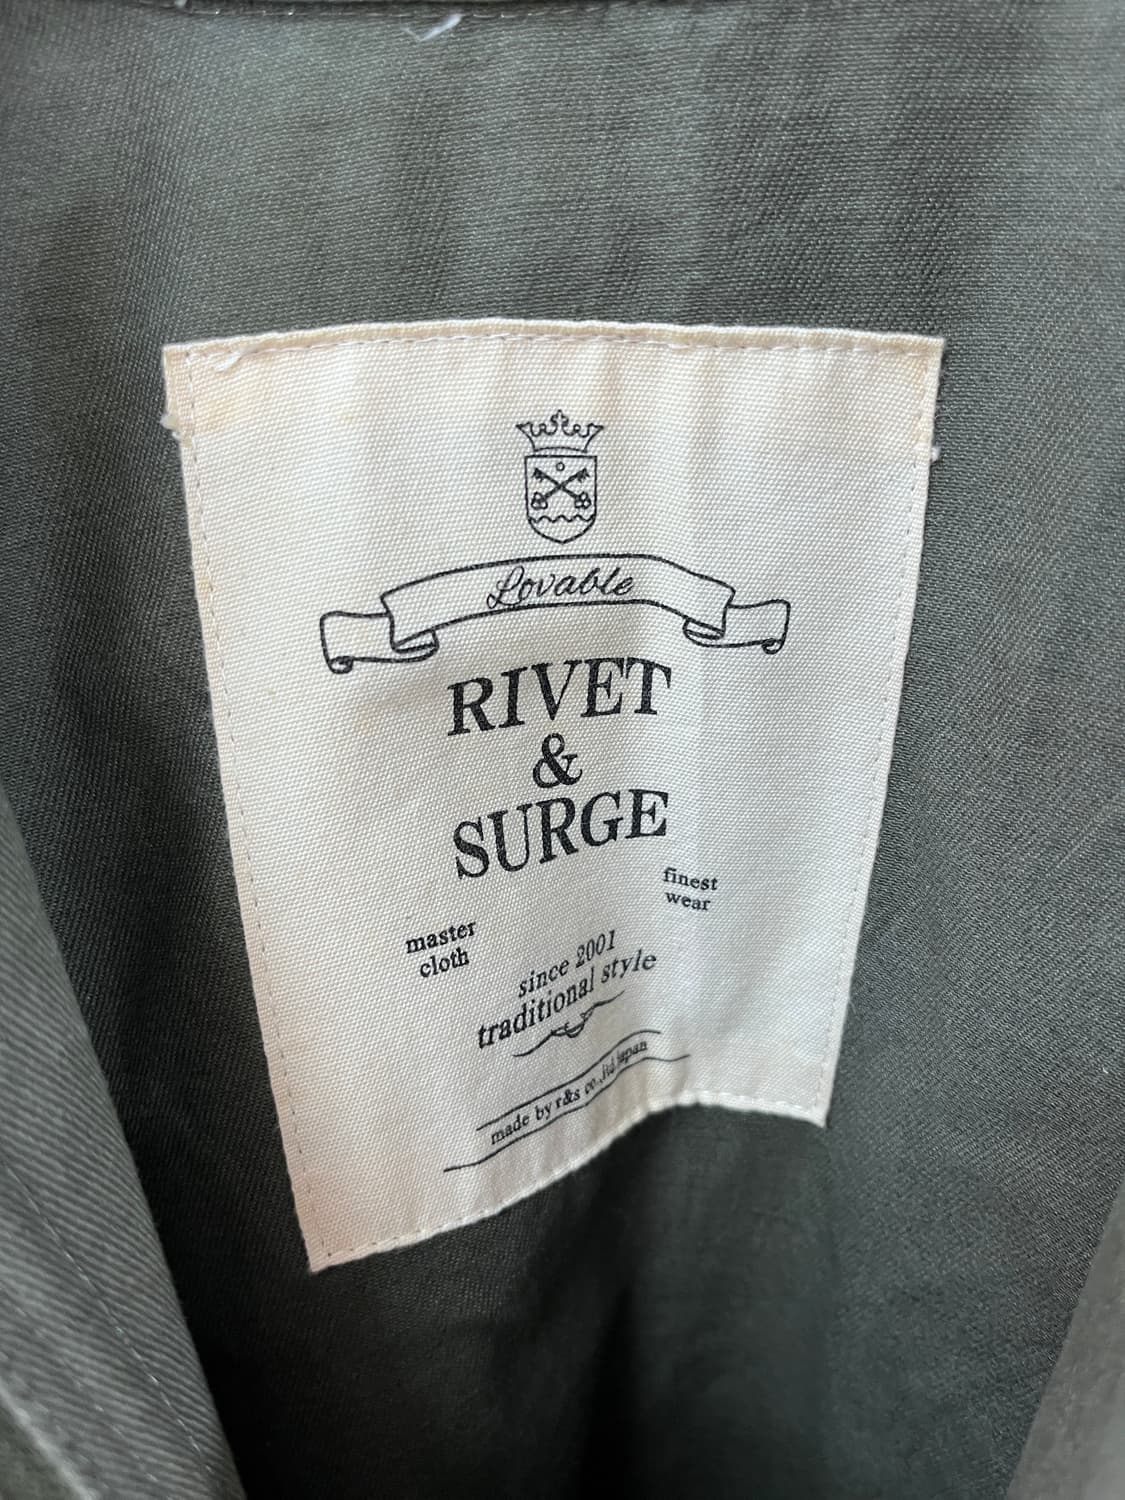 Lovable
RIVET
&
SURGE
finest
wear
master
cloth
since 2001
traditional style
made by r&s co.,ltd.japan